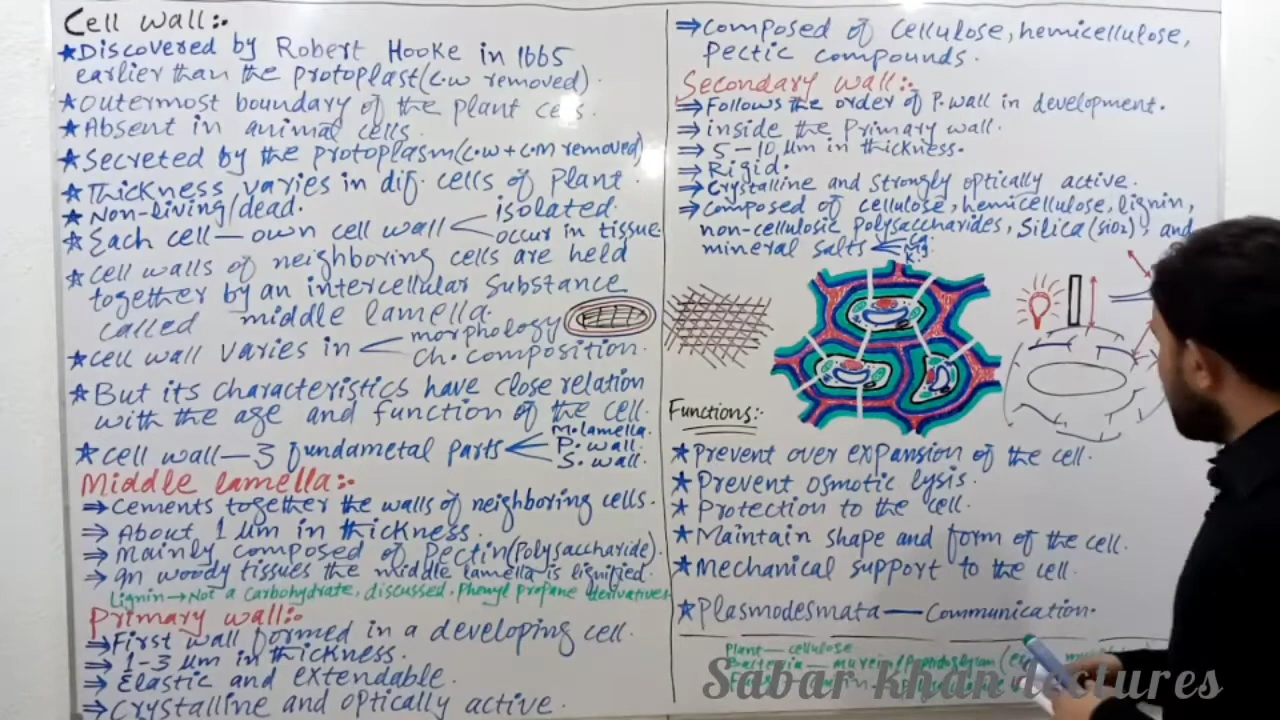 Cell Wall:-
★Discovered by Robert Hooke in 1665
earlier than the protoplast(c.w removed)
★Outermost boundary of the plant cells.
★Absent in animal cells.
★Secreted by the protoplasm(c.w + c.m removed)
★Thickness varies in dif. cells of Plant.
★Non-living/dead.
★Each cell — own cell wall < isolated.
occur in tissue.
★cell walls of neighboring cells are held
together by an intercellular substance
called middle lamella.
★cell wall varies in < morphology
ch. composition.
★But its characteristics have close relation
with the age and function of the cell.
★cell wall — 3 fundametal parts < M.lamella.
P. wall.
S. wall.
Middle lamella:-
⇒Cements together the walls of neighboring cells.
⇒About 1 µm in thickness.
⇒Mainly composed of Pectin(Polysaccharide).
⇒In woody tissues the middle lamella is lignified.
Lignin→Not a Carbohydrate, discussed, Phenyl propane derivatives
Primary wall:-
⇒First wall formed in a developing cell.
⇒1-3 µm in thickness.
⇒Elastic and extendable.
⇒Crystalline and optically active.
⇒Composed of Cellulose, hemicellulose,
Pectic compounds.
Secondary wall:-
⇒Follows the order of P.wall in development.
⇒inside the Primary wall.
⇒5-10 µm in thickness.
⇒Rigid.
⇒Crystalline and strongly optically active.
⇒Composed of cellulose, hemicellulose, lignin,
non-cellulosic polysaccharides, Silica(SiO2), and
mineral salts
Functions:-
★Prevent over expansion of the cell.
★Prevent osmotic lysis.
★Protection to the cell.
★Maintain shape and form of the cell.
★Mechanical support to the cell.
★Plasmodesmata — Communication.
Plant — cellulose
Bacteria — murein/
Sabar Khan lectures